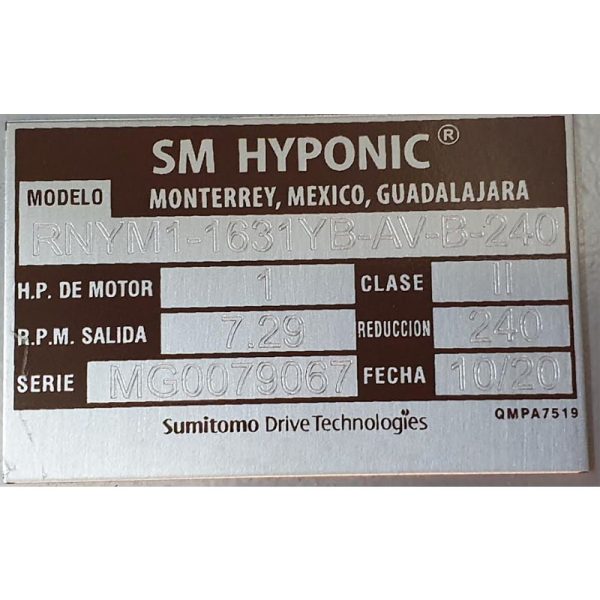 SM HYPONIC®
MODELO MONTERREY, MEXICO, GUADALAJARA
RNYM1-1631YB-AV-B-240
H.P. DE MOTOR 1 CLASE II
R.P.M. SALIDA 7.29 REDUCCION 240
SERIE MG0079067 FECHA 10/20
Sumitomo Drive Technologies QMPA7519